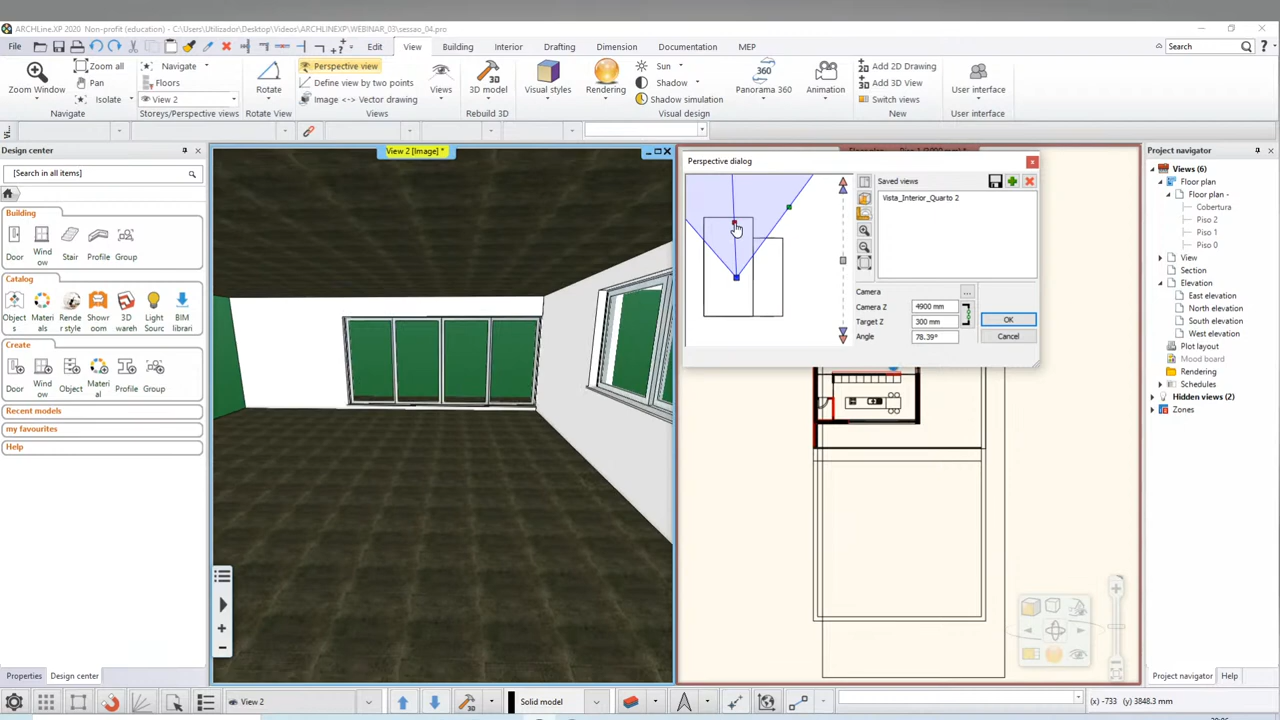 ARCHLine.XP 2020 Non-profit (education) - C:\Users\Utilizador\Desktop\Videos\ARCHLINEXP\WEBINAR_03\sessao_04.pro
File Edit View Building Interior Drafting Dimension Documentation MEP Search
Zoom Window
Zoom all
Pan
Isolate
Navigate
Floors
View 2
Navigate
Storeys/Perspective views
Rotate
Rotate View
Perspective view
Define view by two points
Image <-> Vector drawing
Views
Views
3D model
Rebuild 3D
Visual styles
Rendering
Sun
Shadow
Shadow simulation
Panorama 360
Animation
Visual design
Add 2D Drawing
Add 3D View
Switch views
New
User interface
User interface
Design center
[Search in all items]
Building
Door
Wind
ow
Stair
Profile
Group
Catalog
Object
s
Materi
als
Rende
r style
Showr
oom
3D
wareh
Light
Sourc
BIM
librari
Create
Door
Wind
ow
Object
Materi
al
Profile
Group
Recent models
my favourites
Help
Properties
Design center
View 2 [Image] *
Perspective dialog
Saved views
Vista_Interior_Quarto 2
Camera ...
Camera Z 4900 mm
Target Z 300 mm
Angle 78.39°
OK
Cancel
Project navigator
Views (6)
Floor plan
Floor plan -
Cobertura
Piso 2
Piso 1
Piso 0
View
Section
Elevation
East elevation
North elevation
South elevation
West elevation
Plot layout
Mood board
Rendering
Schedules
Hidden views (2)
Zones
Project navigator
Help
View 2
Solid model
(x) -733 (y) 3848.3 mm